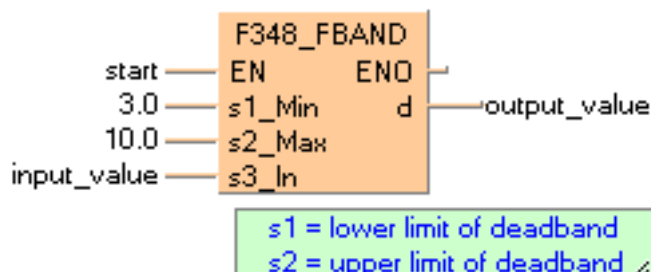 F348_FBAND
start EN ENO
3.0 s1_Min d output_value
10.0 s2_Max
input_value s3_In
s1 = lower limit of deadband
s2 = upper limit of deadband